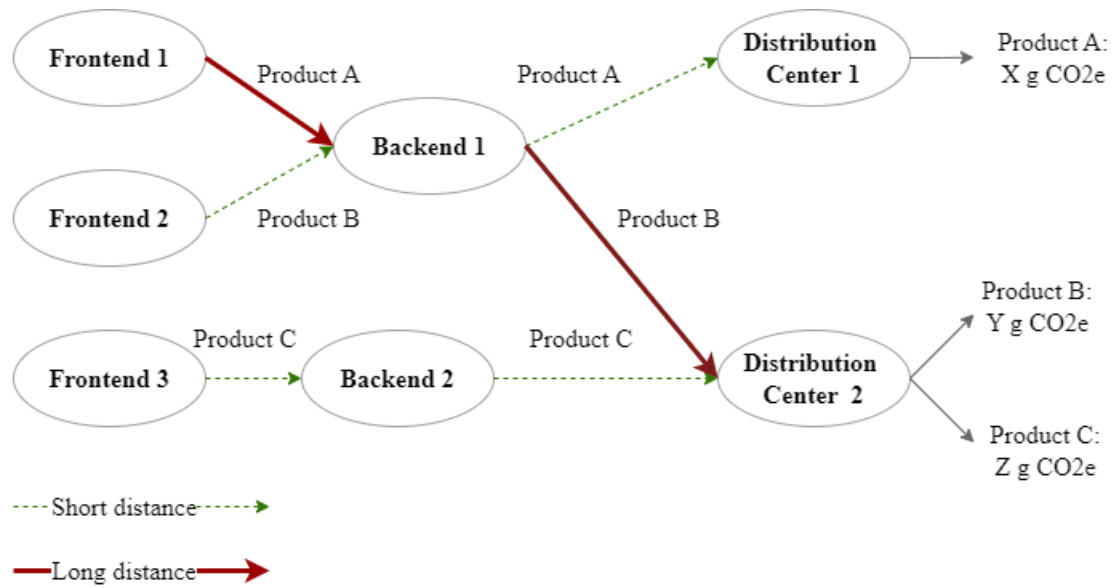 Frontend 1
Product A
Product A
Distribution
Center 1
Product A:
X g CO2e
Backend 1
Frontend 2
Product B
Product B
Product B:
Y g CO2e
Frontend 3
Product C
Backend 2
Product C
Distribution
Center 2
Product C:
Z g CO2e
Short distance
Long distance